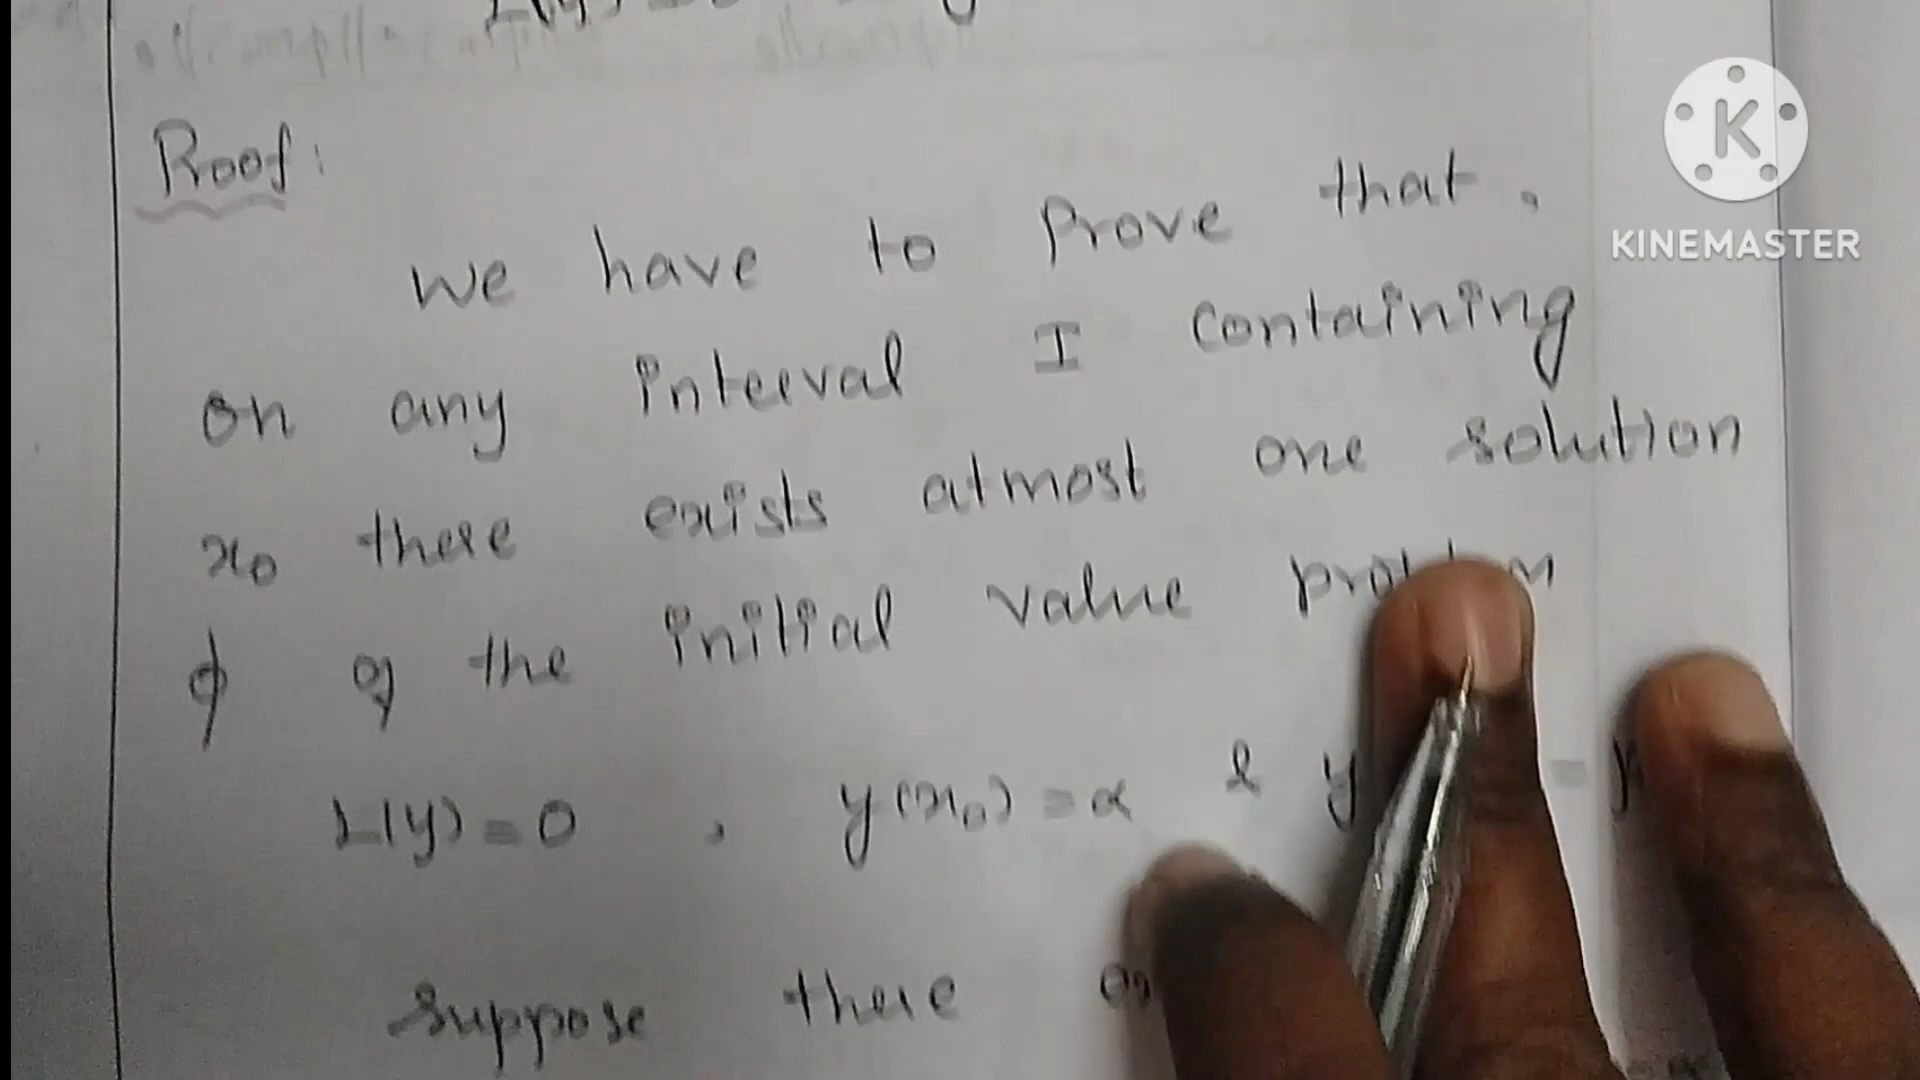 Proof:
We have to prove that,
on any interval I containing
x₀ there exists atmost one solution
φ of the initial value
L(y) = 0, y(x₀) = α & y
Suppose there
KINEMASTER